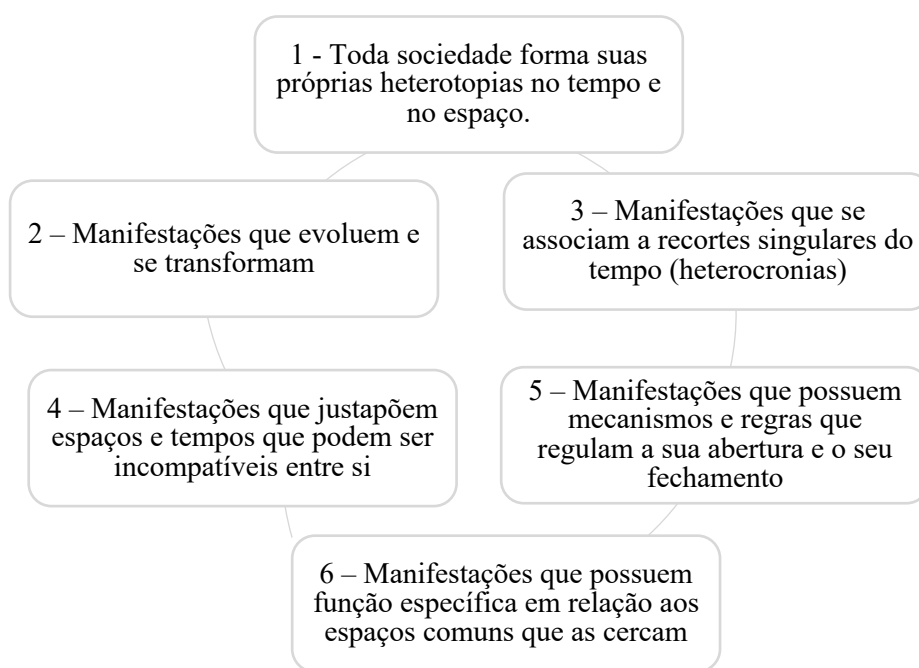 1 - Toda sociedade forma suas
próprias heterotopias no tempo e
no espaço.
2 – Manifestações que evoluem e
se transformam
3 – Manifestações que se
associam a recortes singulares do
tempo (heterocronias)
4 – Manifestações que justapõem
espaços e tempos que podem ser
incompatíveis entre si
5 – Manifestações que possuem
mecanismos e regras que
regulam a sua abertura e o seu
fechamento
6 – Manifestações que possuem
função específica em relação aos
espaços comuns que as cercam